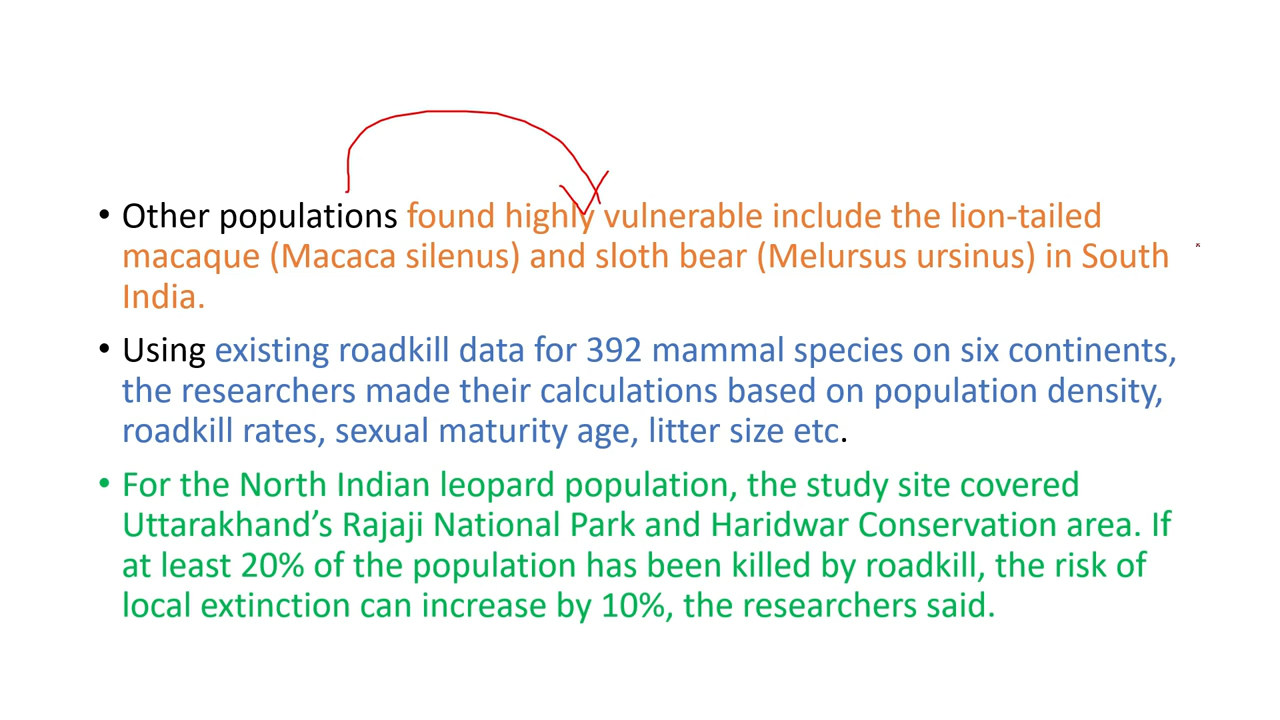 • Other populations found highly vulnerable include the lion-tailed
macaque (Macaca silenus) and sloth bear (Melursus ursinus) in South
India.
• Using existing roadkill data for 392 mammal species on six continents,
the researchers made their calculations based on population density,
roadkill rates, sexual maturity age, litter size etc.
• For the North Indian leopard population, the study site covered
Uttarakhand’s Rajaji National Park and Haridwar Conservation area. If
at least 20% of the population has been killed by roadkill, the risk of
local extinction can increase by 10%, the researchers said.